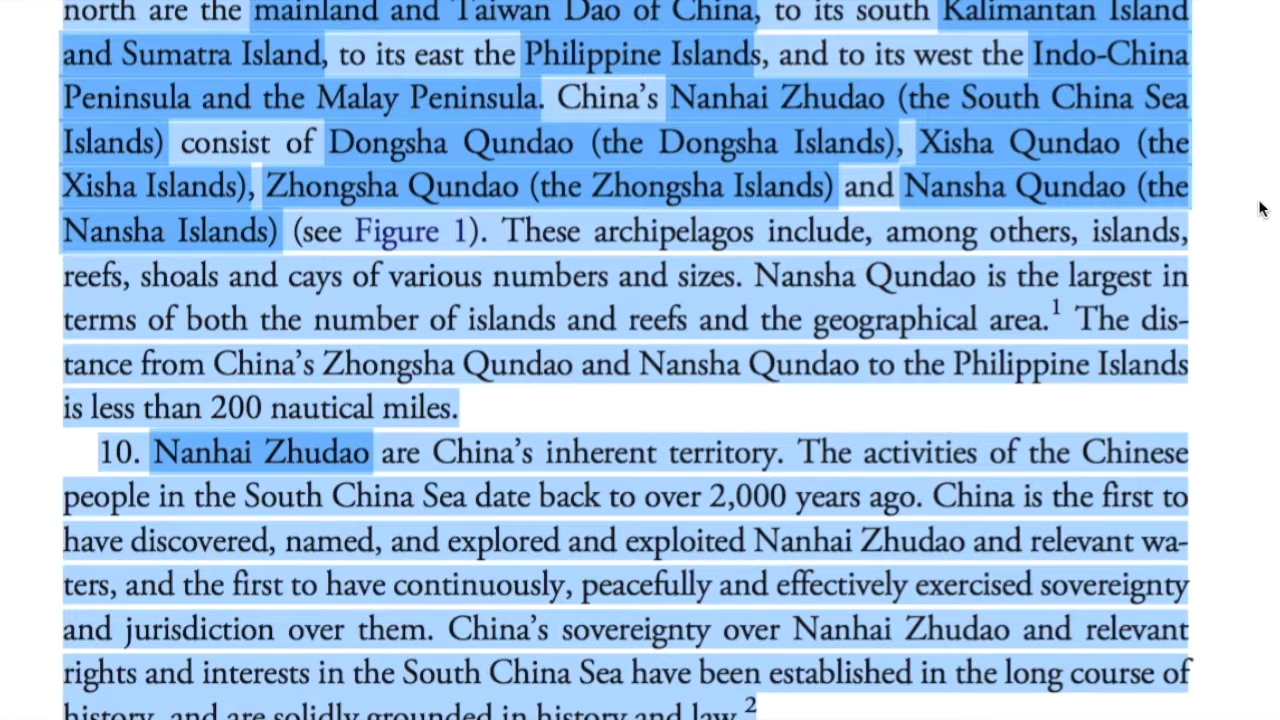 north are the mainland and Taiwan Dao of China, to its south Kalimantan Island
and Sumatra Island, to its east the Philippine Islands, and to its west the Indo-China
Peninsula and the Malay Peninsula. China’s Nanhai Zhudao (the South China Sea
Islands) consist of Dongsha Qundao (the Dongsha Islands), Xisha Qundao (the
Xisha Islands), Zhongsha Qundao (the Zhongsha Islands) and Nansha Qundao (the
Nansha Islands) (see Figure 1). These archipelagos include, among others, islands,
reefs, shoals and cays of various numbers and sizes. Nansha Qundao is the largest in
terms of both the number of islands and reefs and the geographical area.1 The dis-
tance from China’s Zhongsha Qundao and Nansha Qundao to the Philippine Islands
is less than 200 nautical miles.
10. Nanhai Zhudao are China’s inherent territory. The activities of the Chinese
people in the South China Sea date back to over 2,000 years ago. China is the first to
have discovered, named, and explored and exploited Nanhai Zhudao and relevant wa-
ters, and the first to have continuously, peacefully and effectively exercised sovereignty
and jurisdiction over them. China’s sovereignty over Nanhai Zhudao and relevant
rights and interests in the South China Sea have been established in the long course of
history, and are solidly grounded in history and law.2